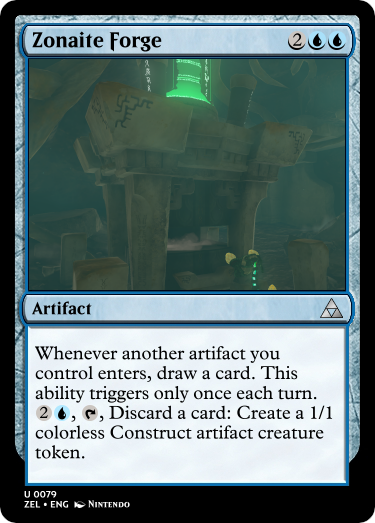 Zonaite Forge 2
Artifact
Whenever another artifact you
control enters, draw a card. This
ability triggers only once each turn.
2, , Discard a card: Create a 1/1
colorless Construct artifact creature
token.
U 0079
ZEL • ENG Nintendo